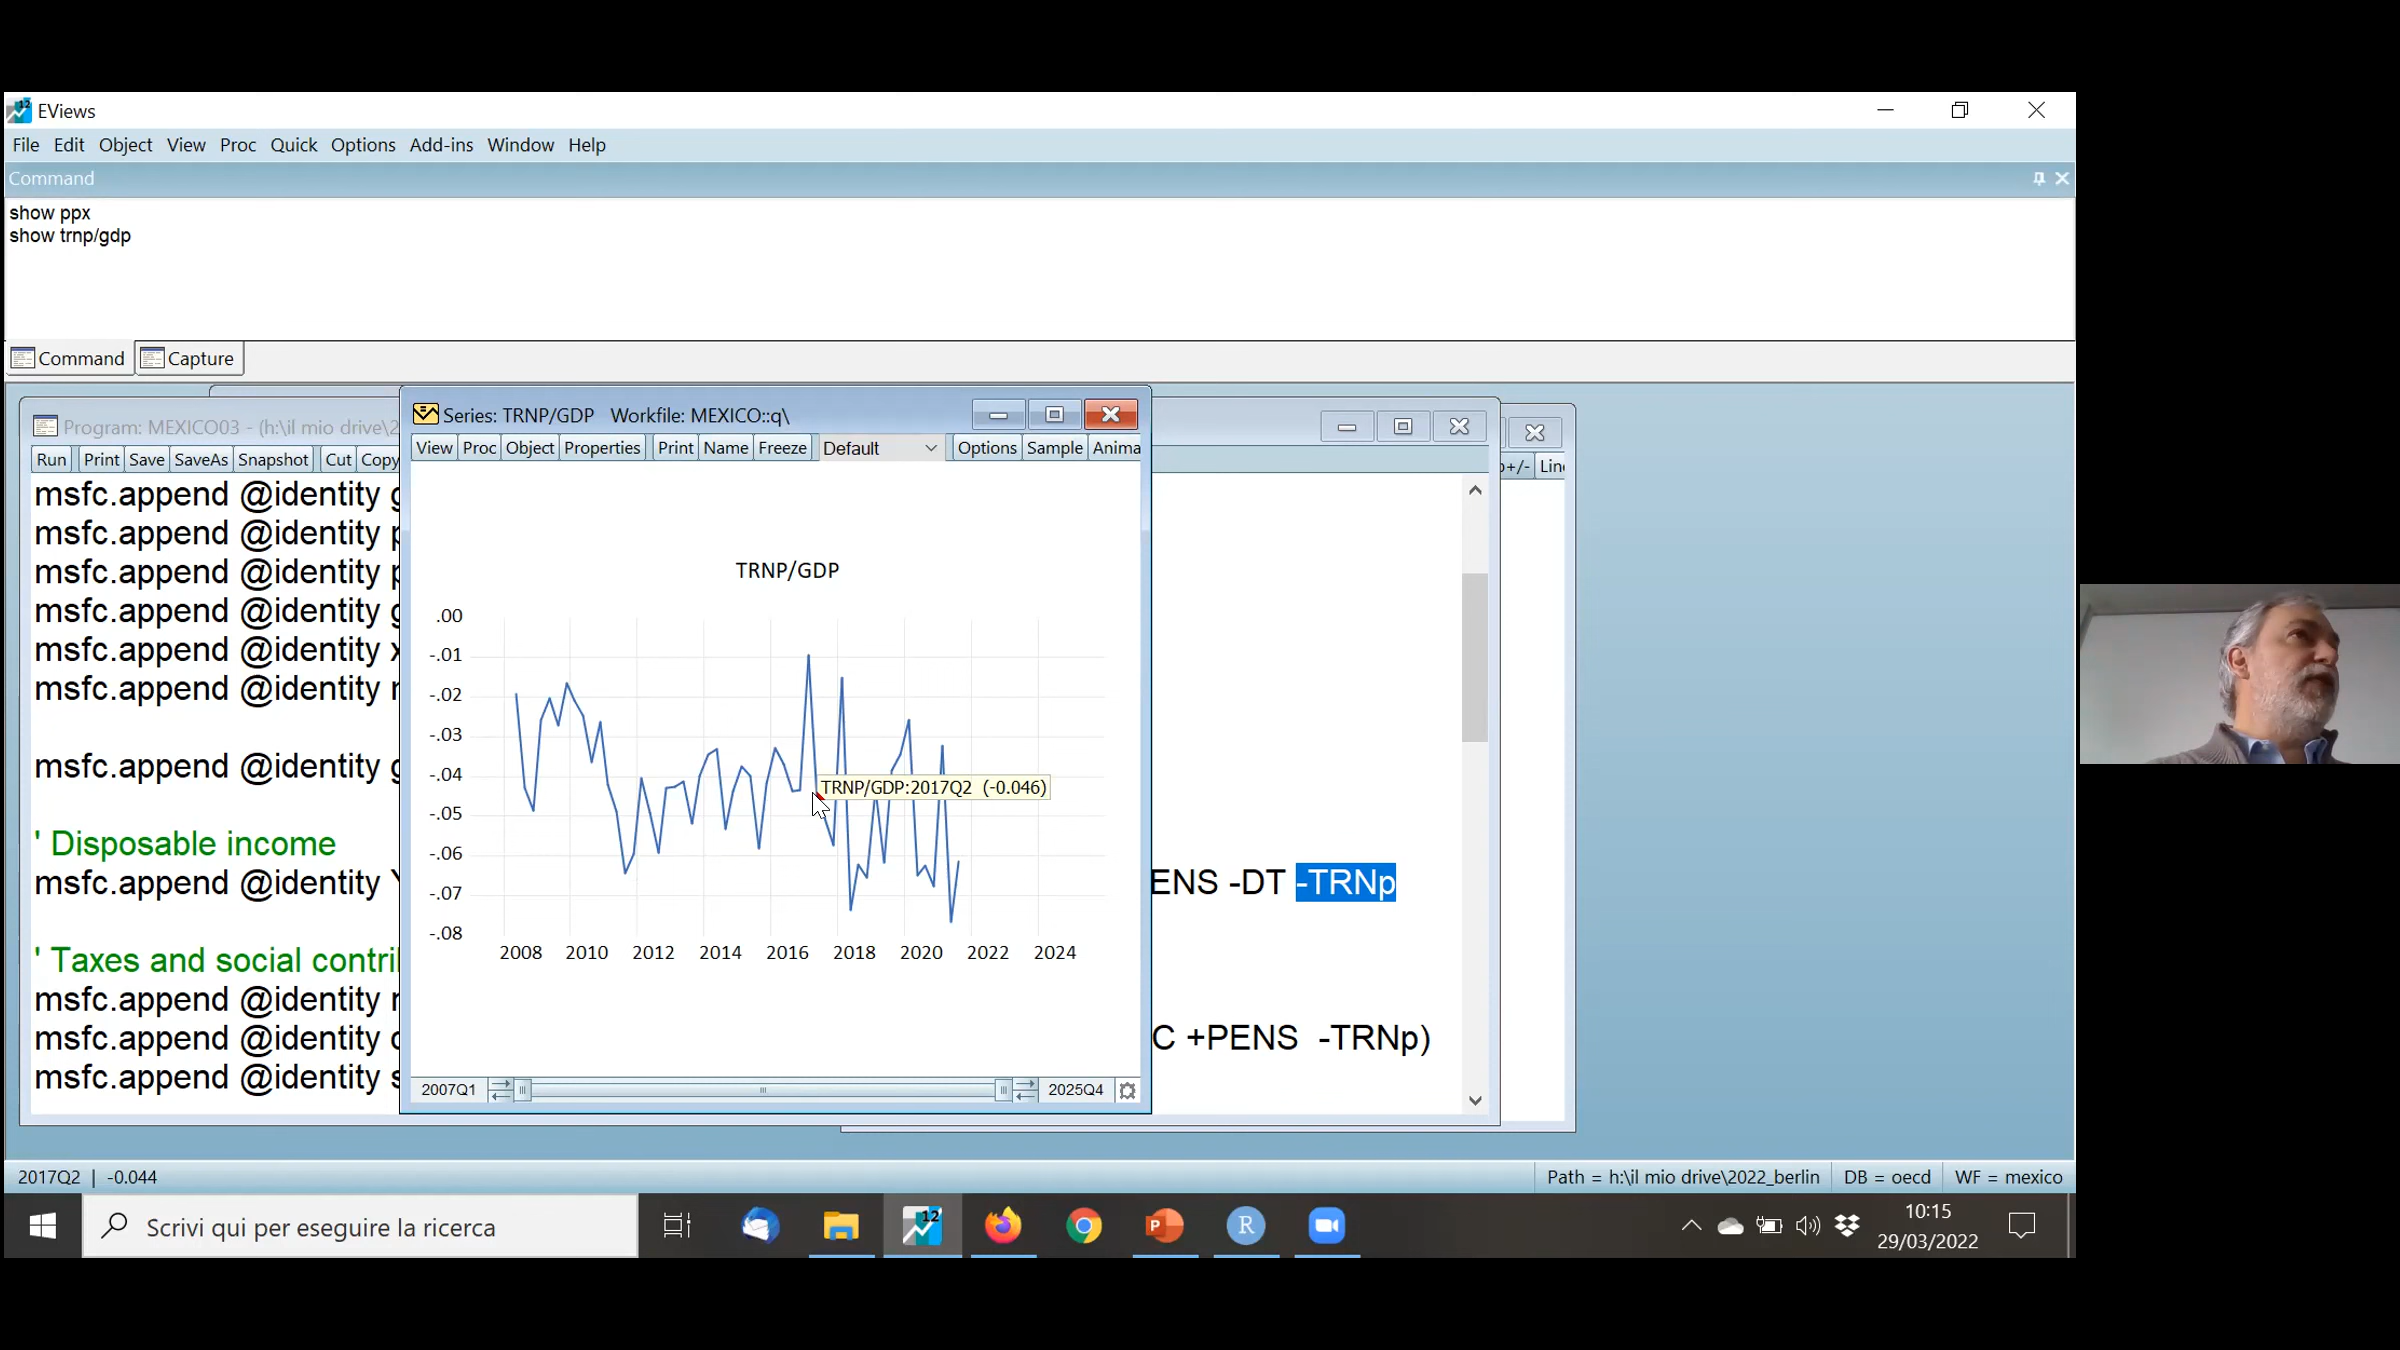 EViews
File Edit Object View Proc Quick Options Add-ins Window Help
Command
show ppx
show trnp/gdp
Command Capture
Program: MEXICO03 - (h:\il mio drive\2
Run Print Save SaveAs Snapshot Cut Copy
msfc.append @identity g
msfc.append @identity p
msfc.append @identity p
msfc.append @identity g
msfc.append @identity x
msfc.append @identity
msfc.append @identity g
' Disposable income
msfc.append @identity Y
ENS -DT -TRNp
' Taxes and social contri
msfc.append @identity
msfc.append @identity
C +PENS -TRNp)
msfc.append @identity s
Series: TRNP/GDP Workfile: MEXICO::q\
View Proc Object Properties Print Name Freeze Default Options Sample Anima
+/- Line
TRNP/GDP
.00
-.01
-.02
-.03
-.04
-.05
-.06
-.07
-.08
TRNP/GDP:2017Q2 (-0.046)
2008 2010 2012 2014 2016 2018 2020 2022 2024
2007Q1 2025Q4
2017Q2 | -0.044
Path = h:\il mio drive\2022_berlin DB = oecd WF = mexico
Scrivi qui per eseguire la ricerca
12
P
R
10:15
29/03/2022